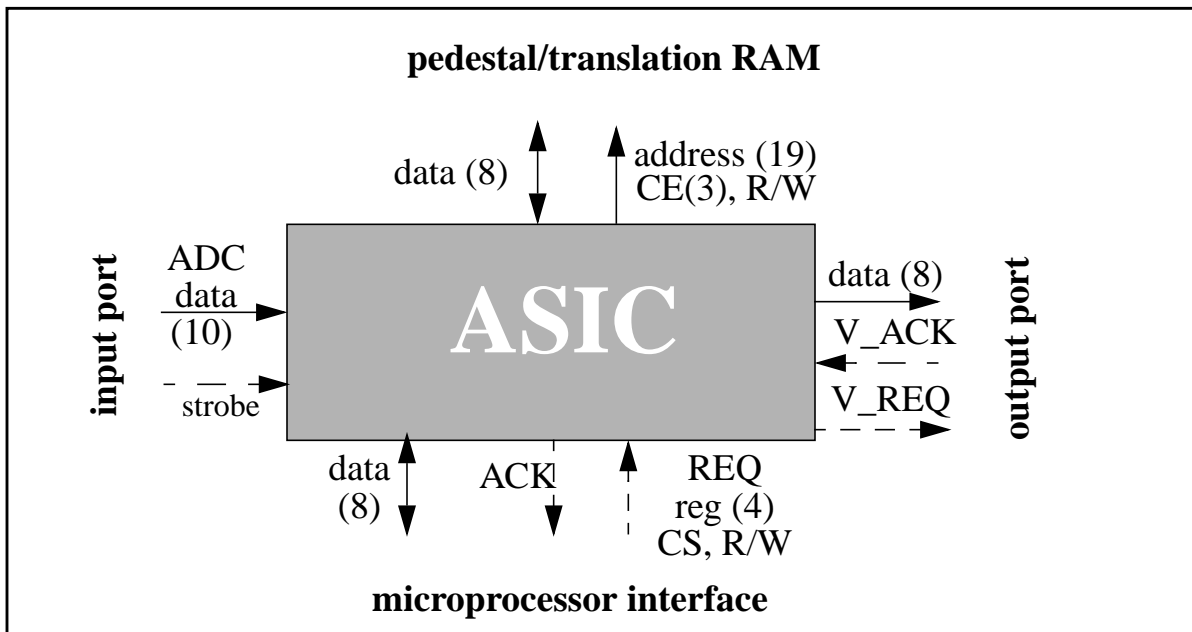 pedestal/translation RAM
data (8)
address (19)
CE(3), R/W
input port
ADC
data
(10)
strobe
ASIC
data (8)
V_ACK
V_REQ
output port
data
(8)
ACK
REQ
reg (4)
CS, R/W
microprocessor interface